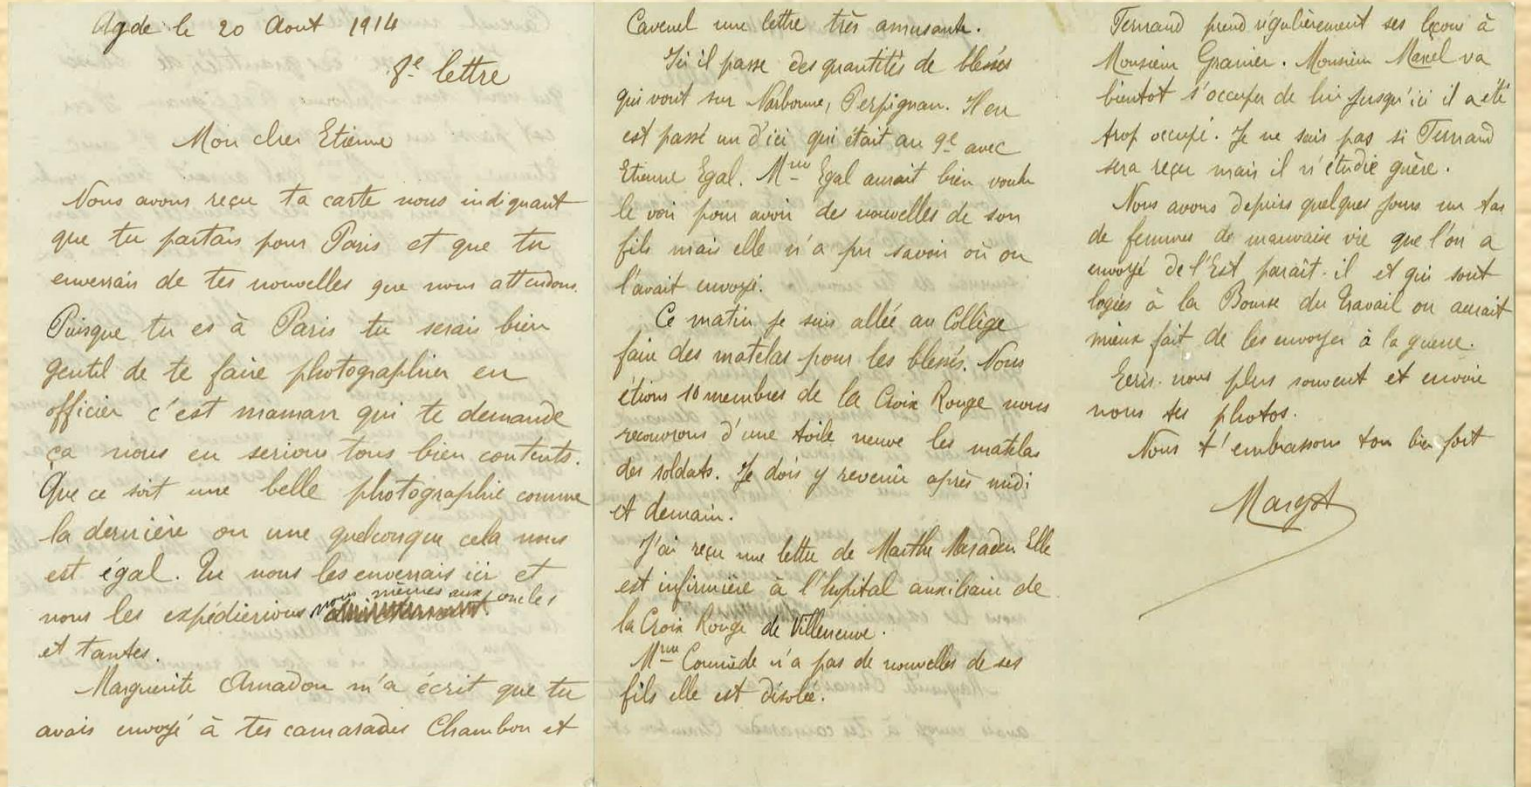 Agde le 20 Aout 1914
8e lettre
Mon cher Etienne
Nous avons reçu ta carte nous indiquant
que tu partais pour Paris et que tu
enverrais de tes nouvelles que nous attendons.
Puisque tu es à Paris tu serais bien
gentil de te faire photographier en
officier c'est maman qui te demande
ça nous en serions tous bien contents.
Que ce soit une belle photographie comme
la dernière ou une quelconque cela nous
est égal. Tu nous les enverrais ici et
nous les expédierions nous mêmes aux oncles
et tantes.
Marguerite Amadou m'a écrit que tu
avais envoyé à tes camarades Chambon et
Cavenel une lettre très amusante.
Ici il passe des quantités de blessés
qui vont sur Narbonne, Perpignan. Il en
est passé un d'ici qui était au 9e avec
Etienne Egal. Mme Egal aurait bien voulu
le voir pour avoir des nouvelles de son
fils mais elle n'a pu savoir où on
l'avait envoyé.
Ce matin je suis allée au Collège
faire des matelas pour les blessés. Nous
étions 10 membres de la Croix Rouge nous
recouvrons d'une toile neuve les matelas
des soldats. Je dois y revenir après midi
et demain.
J'ai reçu une lettre de Marthe Elle
est infirmière à l'hopital auxiliaire de
la Croix Rouge de Villeneuve.
Mme n'a pas de nouvelles de ses
fils elle est désolée.
Fernand prend régulièrement ses leçons à
Monsieur Granier. Monsieur va
bientot s'occuper de lui jusqu'ici il a été
trop occupé. Je ne sais pas si Fernand
sera reçu mais il n'étudie guère.
Nous avons depuis quelques jours un tas
de femmes de mauvaise vie que l'on a
envoyé de l'Est parait-il et qui sont
logées à la Bourse du Travail on aurait
mieux fait de les envoyer à la guerre.
Ecris-nous plus souvent et envoie
nous tes photos.
Nous t'embrassons tous bien fort
Margot